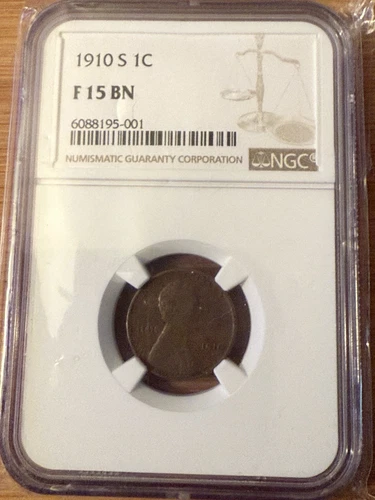 1910 S 1C
F 15 BN
6088195-001
NUMISMATIC GUARANTY CORPORATION
NGC®